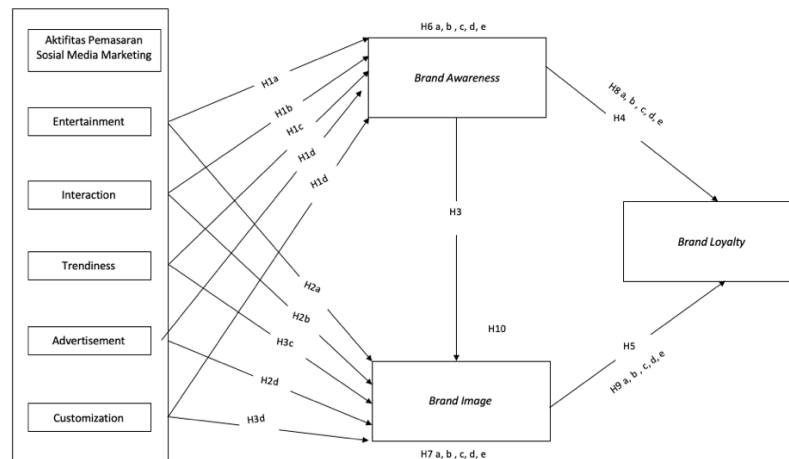 H6 a, b , c, d, e
Aktifitas Pemasaran
Sosial Media Marketing
Brand Awareness
H1a
H8 a, b, c, d, e
H1b
Entertainment
H4
H1c
H1d
H1d
Interaction
H3
Brand Loyalty
Trendiness
H2a
H2b
H10
H5
Advertisement
H3c
H9 a, b , c, d, e
H2d
Brand Image
Customization
H3d
H7 a, b , c, d, e